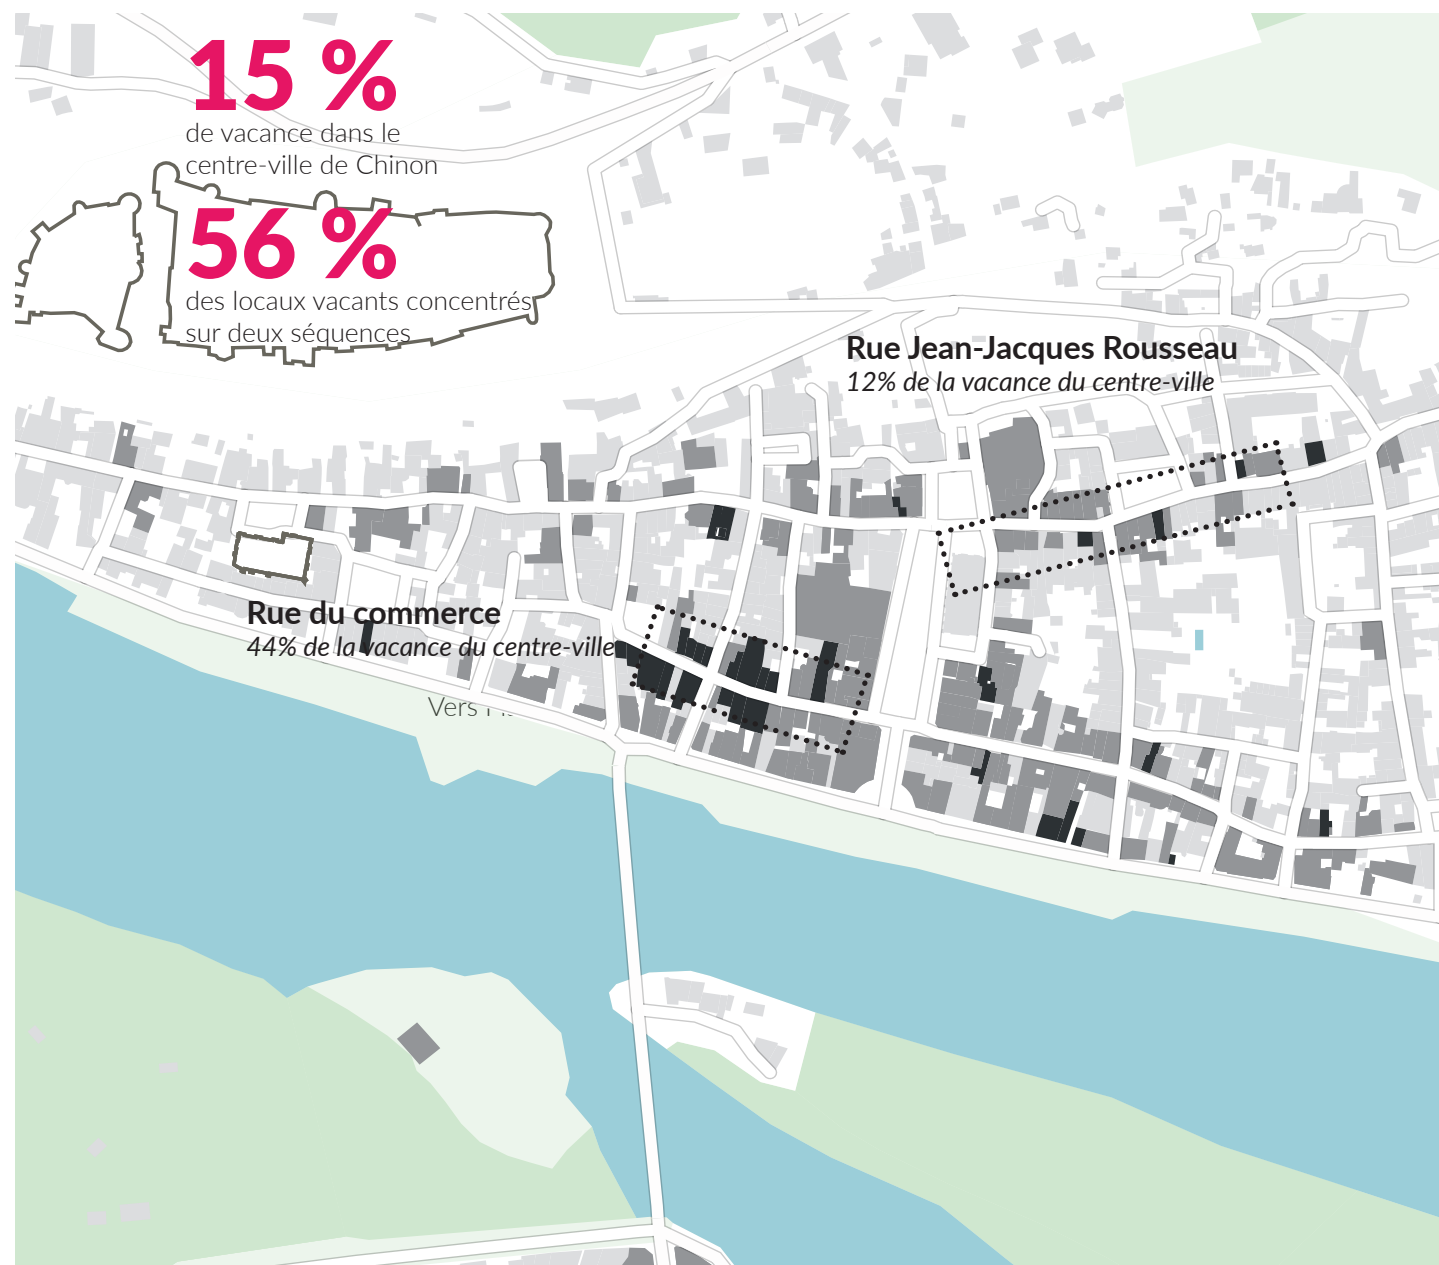 15 %
de vacance dans le
centre-ville de Chinon
56 %
des locaux vacants concentrés
sur deux séquences
Rue Jean-Jacques Rousseau
12% de la vacance du centre-ville
Rue du commerce
44% de la vacance du centre-ville
Vers